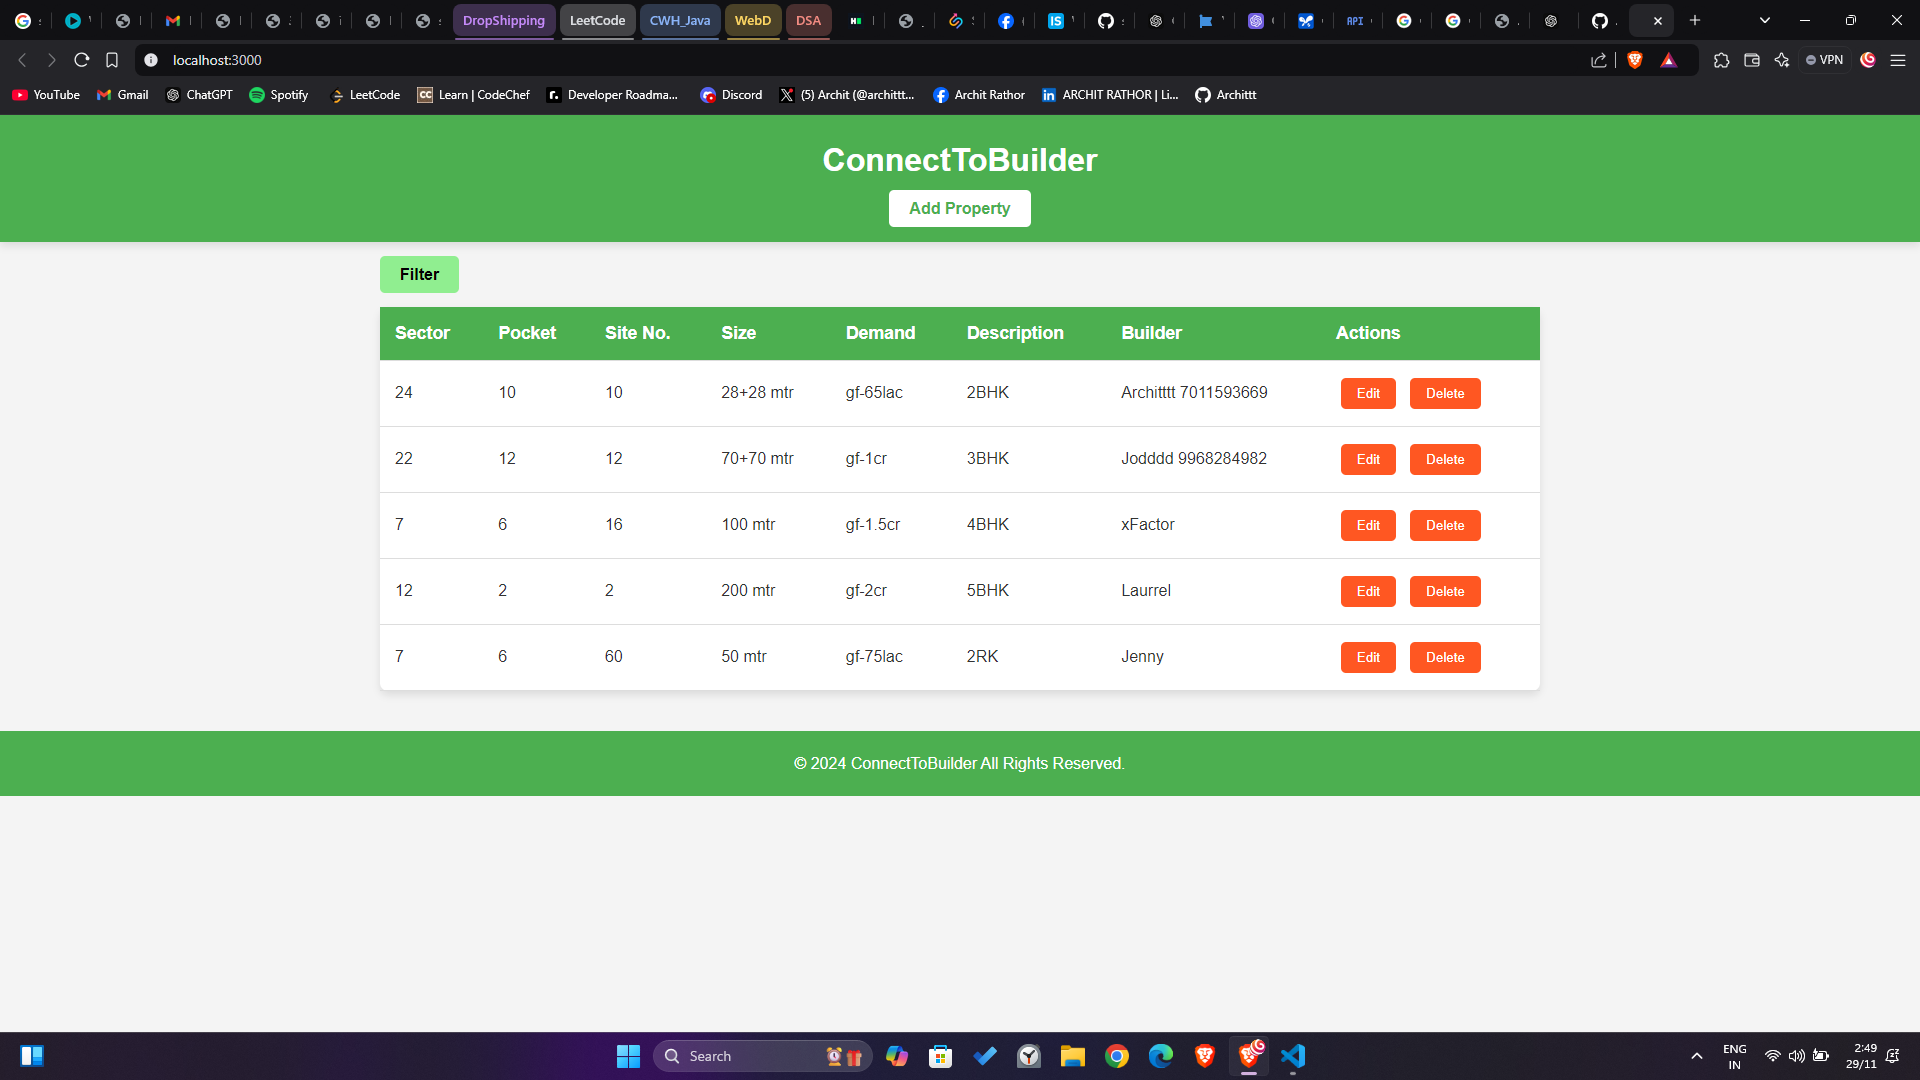 DropShipping LeetCode CWH_Java WebD DSA
localhost:3000
VPN
YouTube Gmail ChatGPT Spotify LeetCode Learn | CodeChef Developer Roadma... Discord (5) Archit (@archittt... Archit Rathor ARCHIT RATHOR | Li... Archittt
ConnectToBuilder
Add Property
Filter
Sector Pocket Site No. Size Demand Description Builder Actions
24 10 10 28+28 mtr gf-65lac 2BHK Architttt 7011593669 Edit Delete
22 12 12 70+70 mtr gf-1cr 3BHK Jodddd 9968284982 Edit Delete
7 6 16 100 mtr gf-1.5cr 4BHK xFactor Edit Delete
12 2 2 200 mtr gf-2cr 5BHK Laurrel Edit Delete
7 6 60 50 mtr gf-75lac 2RK Jenny Edit Delete
© 2024 ConnectToBuilder All Rights Reserved.
Search
ENG
IN
2:49
29/11